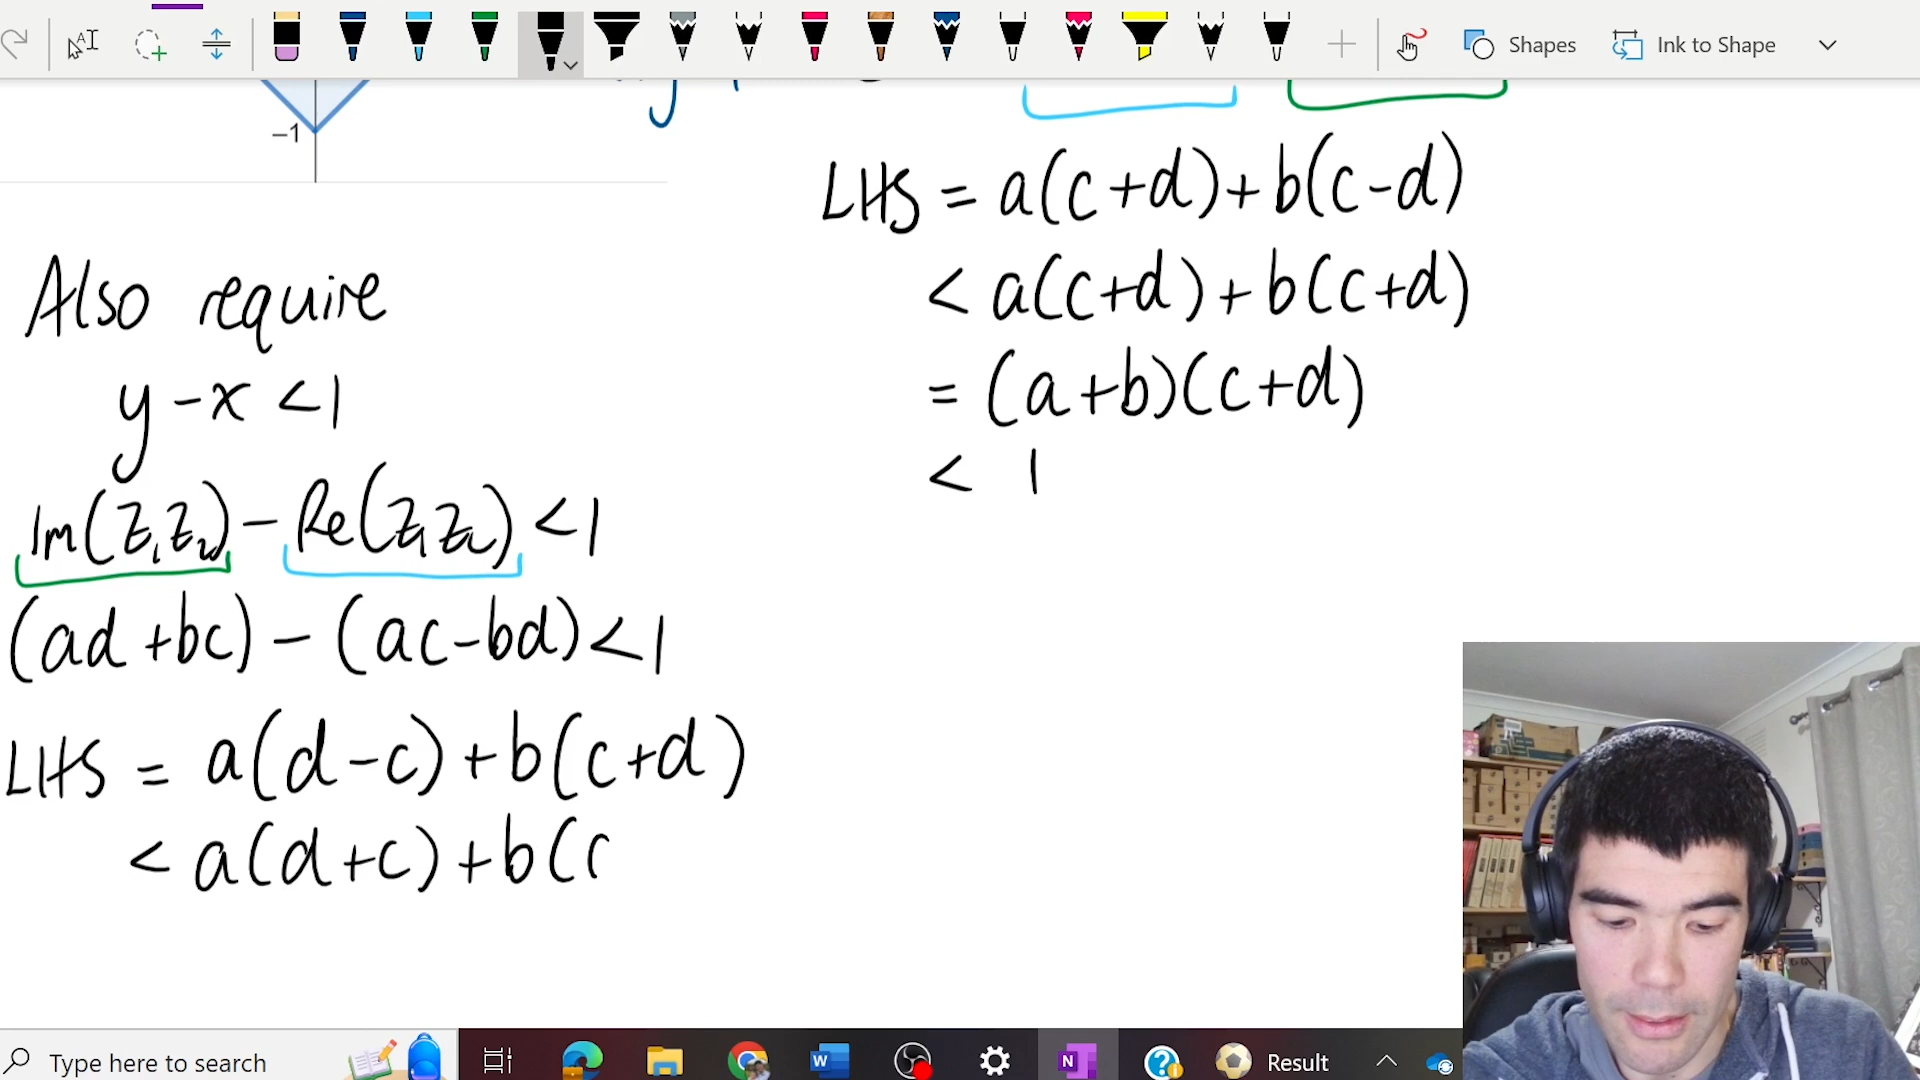 Shapes
Ink to Shape
-1
LHS = a(c+d)+b(c-d)
< a(c+d)+b(c+d)
= (a+b)(c+d)
< 1
Also require
y-x <1
Im(Z₁Z₂)-Re(Z₁Z₂)<1
(ad+bc)-(ac-bd)<1
LHS = a(d-c)+b(c+d)
< a(d+c)+b(c
Type here to search
Result